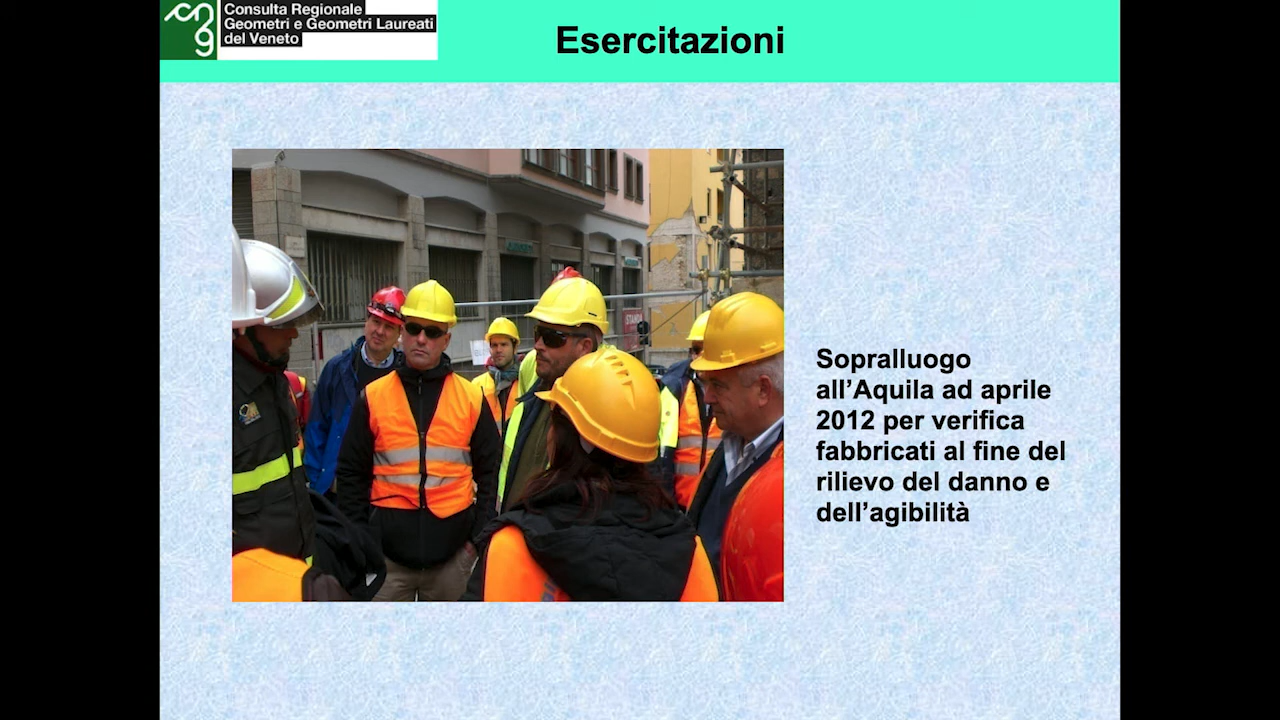 Consulta Regionale
Geometri e Geometri Laureati
del Veneto
Esercitazioni
STANDA
Sopralluogo
all’Aquila ad aprile
2012 per verifica
fabbricati al fine del
rilievo del danno e
dell’agibilità